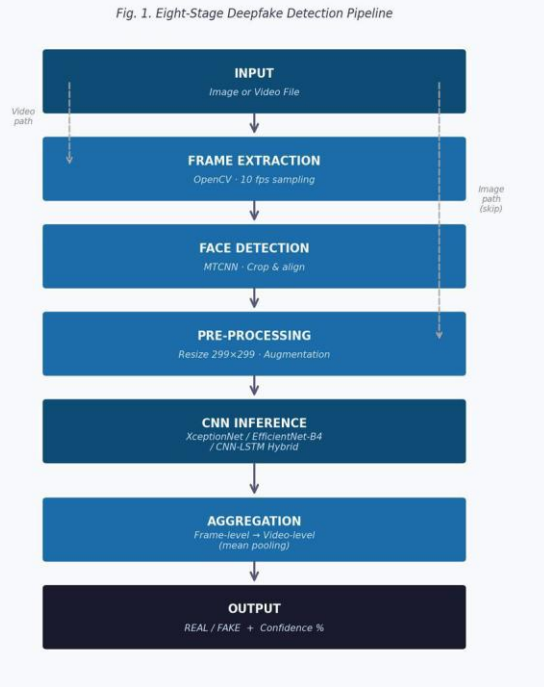 Fig. 1. Eight-Stage Deepfake Detection Pipeline
INPUT
Image or Video File
Video
path
FRAME EXTRACTION
OpenCV · 10 fps sampling
Image
path
(skip)
FACE DETECTION
MTCNN · Crop & align
PRE-PROCESSING
Resize 299×299 · Augmentation
CNN INFERENCE
XceptionNet / EfficientNet-B4
/ CNN-LSTM Hybrid
AGGREGATION
Frame-level → Video-level
(mean pooling)
OUTPUT
REAL / FAKE + Confidence %